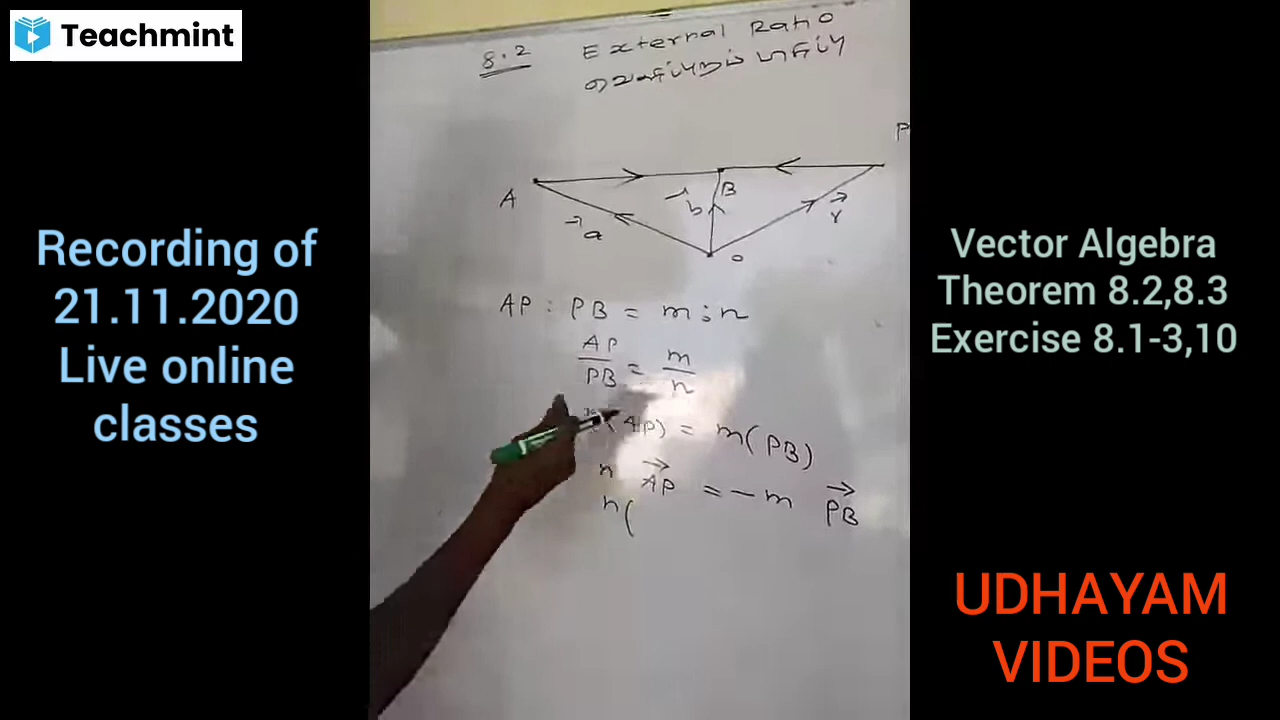 Teachmint
8.2 External Ratio
வெளிப்புறப்
P
A
B
a
b
r
O
AP : PB = m : n
AP/PB = m/n
(AP) = m(PB)
n AP = - m PB
n(
Recording of
21.11.2020
Live online
classes
Vector Algebra
Theorem 8.2,8.3
Exercise 8.1-3,10
UDHAYAM
VIDEOS